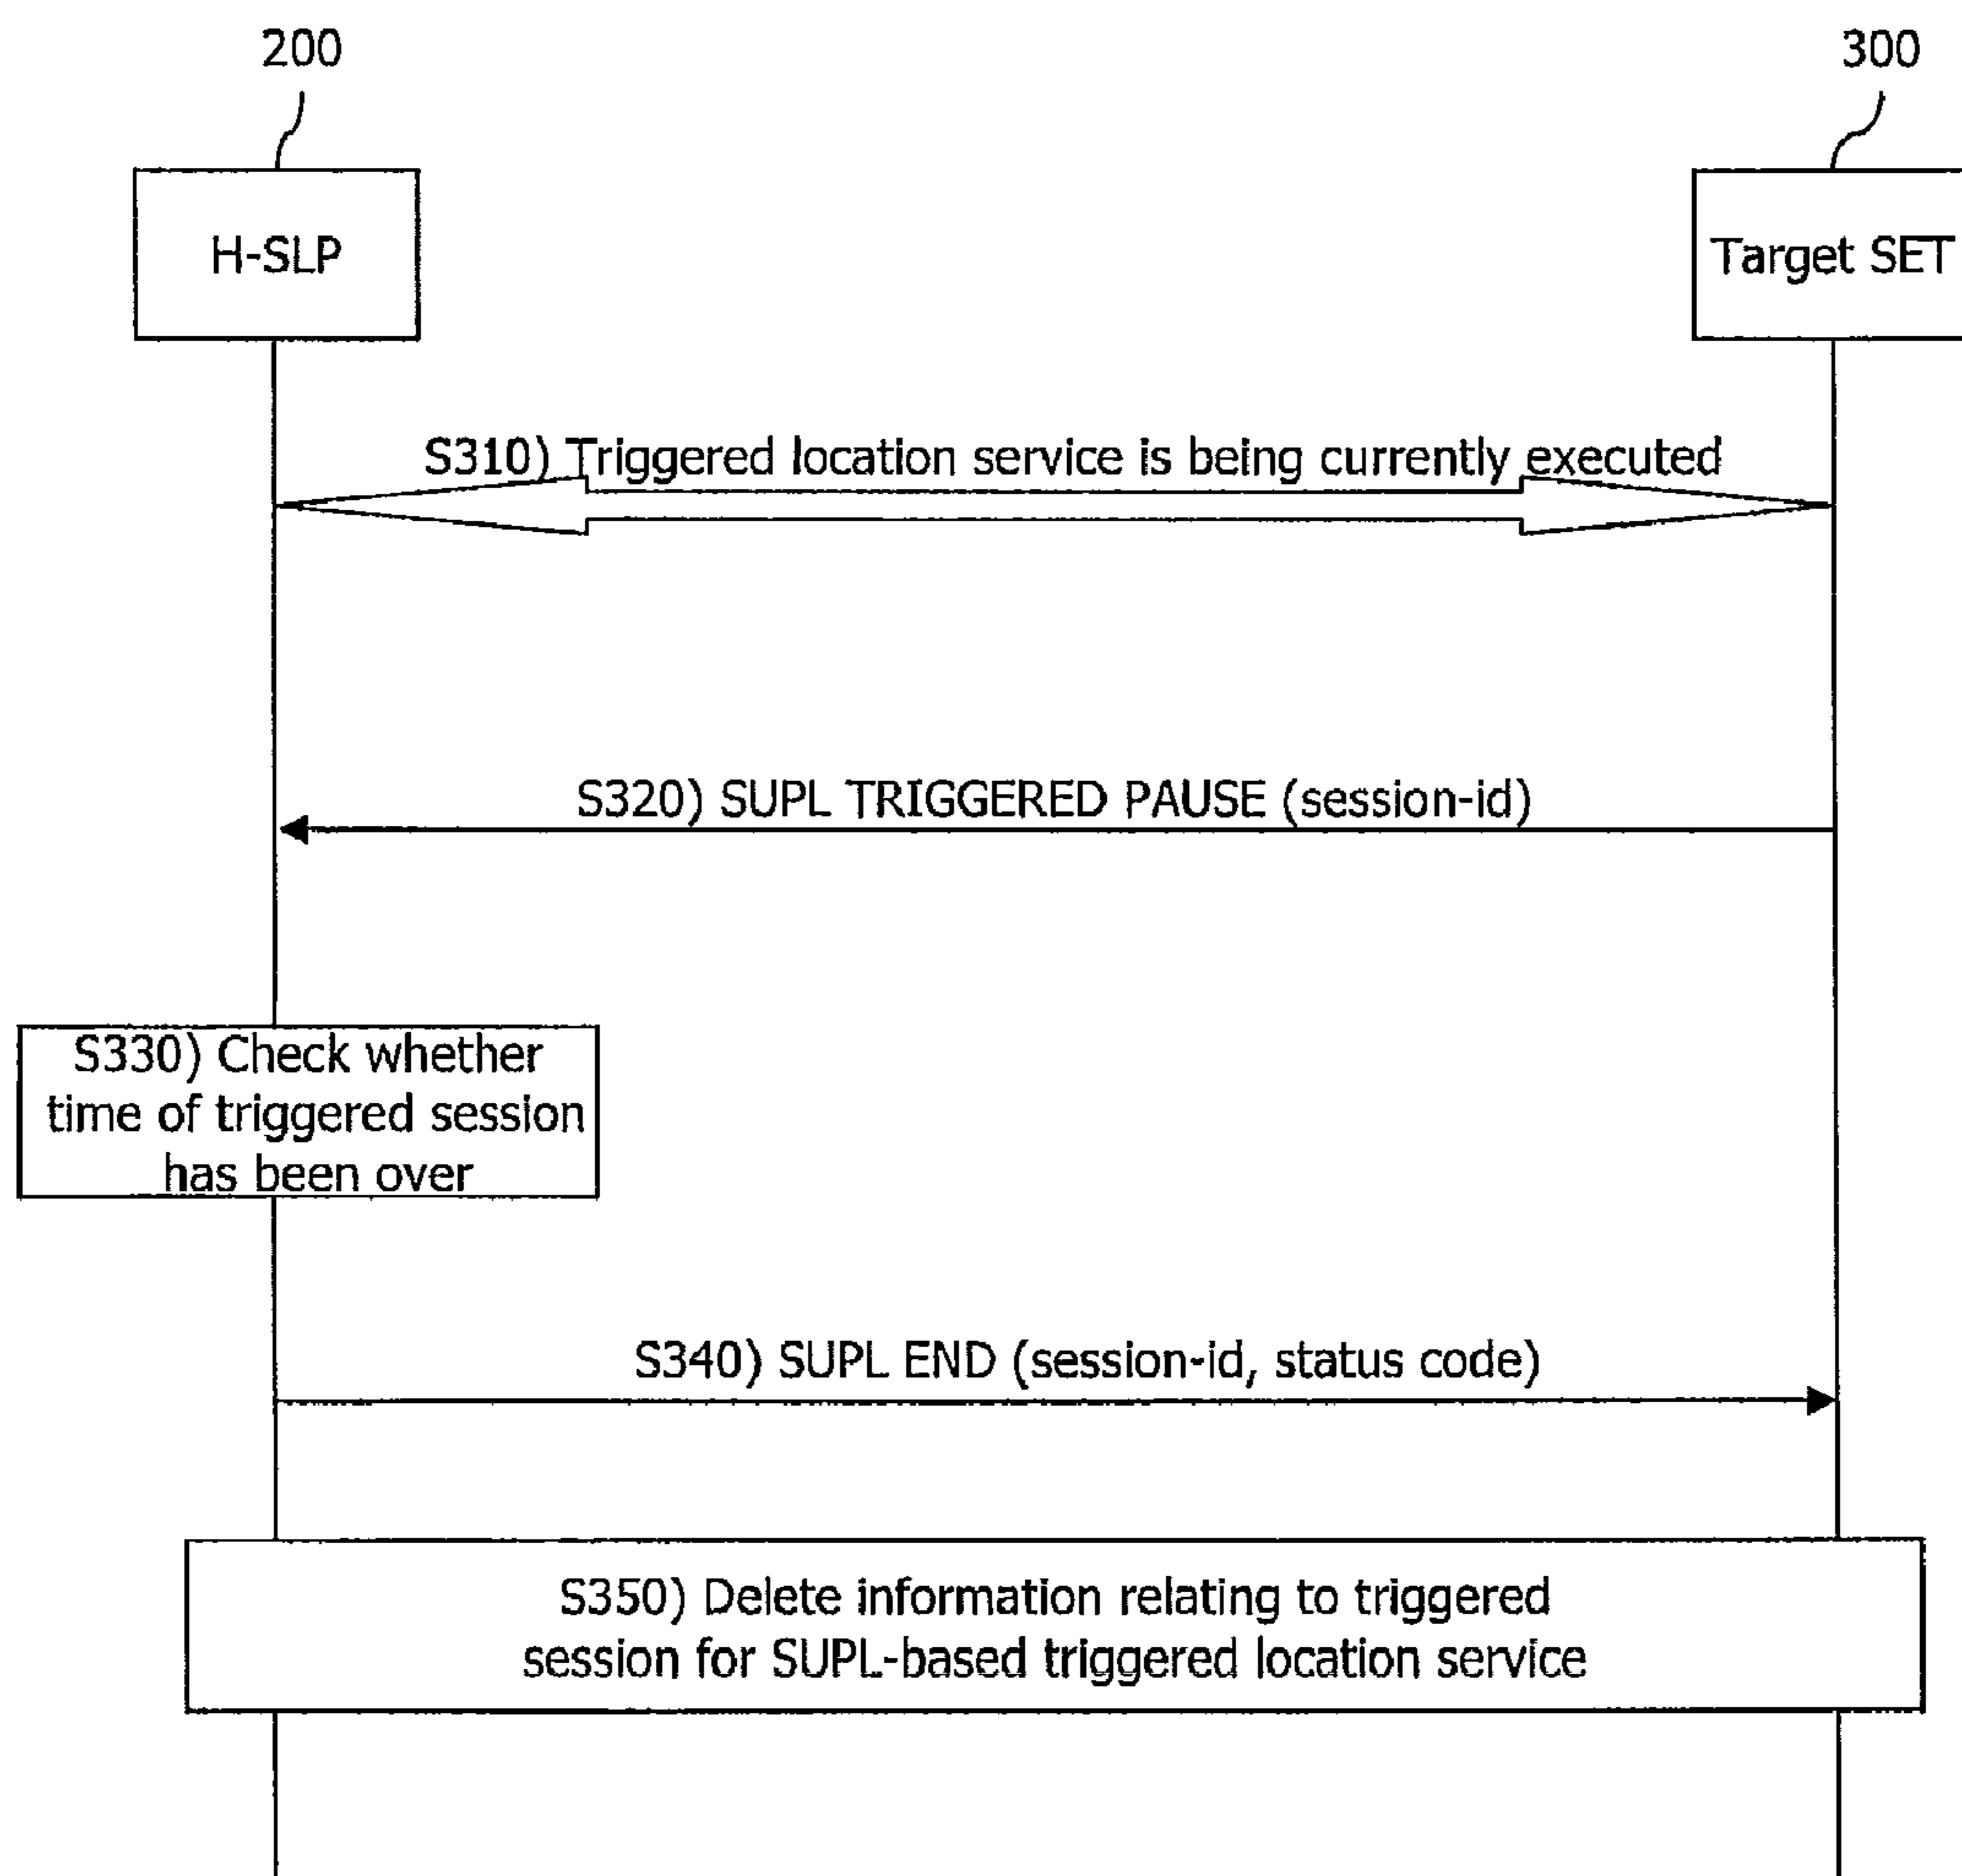 200
300
H-SLP
Target SET
S310) Triggered location service is being currently executed
S320) SUPL TRIGGERED PAUSE (session-id)
S330) Check whether
time of triggered session
has been over
S340) SUPL END (session-id, status code)
S350) Delete information relating to triggered
session for SUPL-based triggered location service